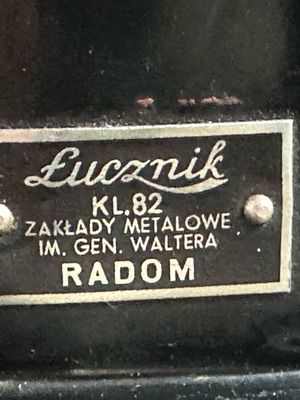 Łucznik
KL.82
ZAKŁADY METALOWE
IM. GEN. WALTERA
RADOM